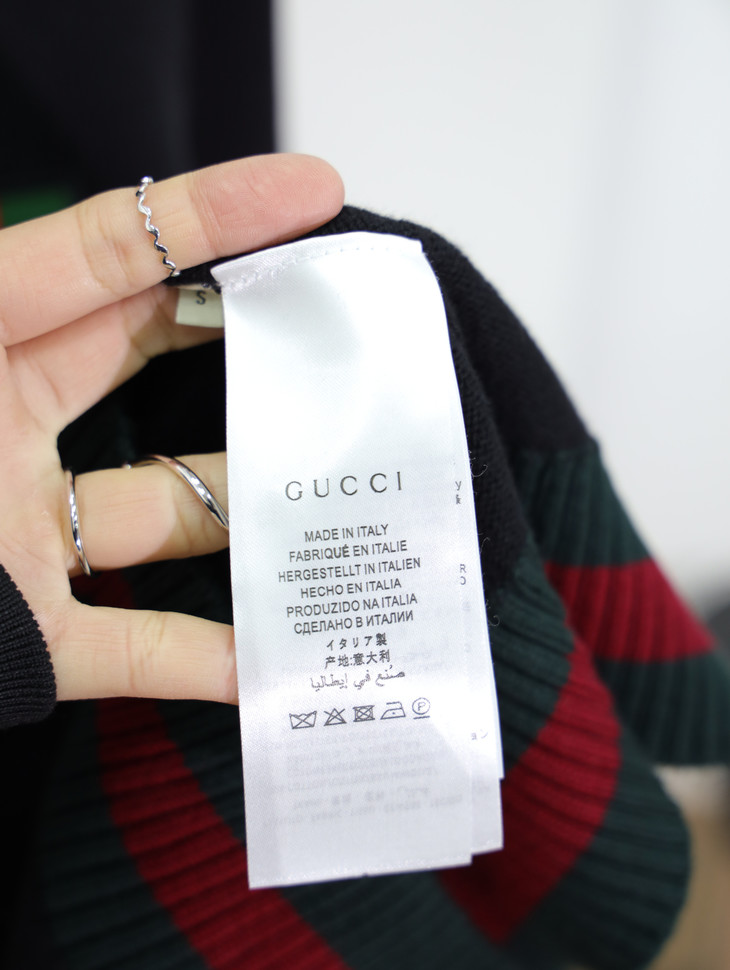 S
GUCCI
MADE IN ITALY
FABRIQUÉ EN ITALIE
HERGESTELLT IN ITALIEN
HECHO EN ITALIA
PRODUZIDO NA ITALIA
СДЕЛАНО В ИТАЛИИ
イタリア製
产地:意大利
صنع في إيطاليا
P